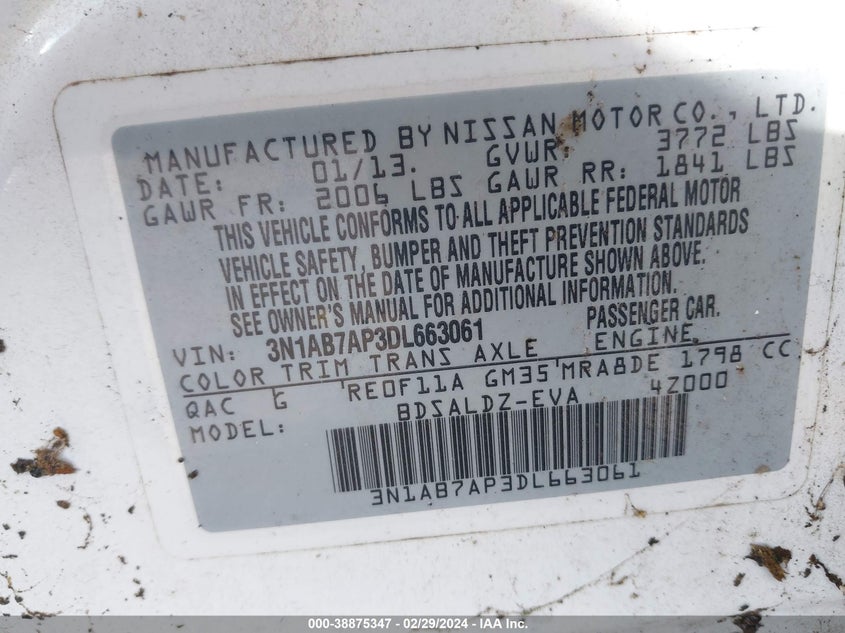 MANUFACTURED BY NISSAN MOTOR CO., LTD.
DATE: 01/13. GVWR: 3772 LBS
GAWR FR: 2006 LBS GAWR RR: 1841 LBS
THIS VEHICLE CONFORMS TO ALL APPLICABLE FEDERAL MOTOR
VEHICLE SAFETY, BUMPER AND THEFT PREVENTION STANDARDS
IN EFFECT ON THE DATE OF MANUFACTURE SHOWN ABOVE.
SEE OWNER'S MANUAL FOR ADDITIONAL INFORMATION.
VIN: 3N1AB7AP3DL663061 PASSENGER CAR.
COLOR TRIM TRANS AXLE ENGINE
QAC G RE0F11A GM35 MRA8DE 1798 CC
MODEL: BDSALDZ-EVA 4Z000
3N1AB7AP3DL663061
000-38875347 - 02/29/2024 - IAA Inc.